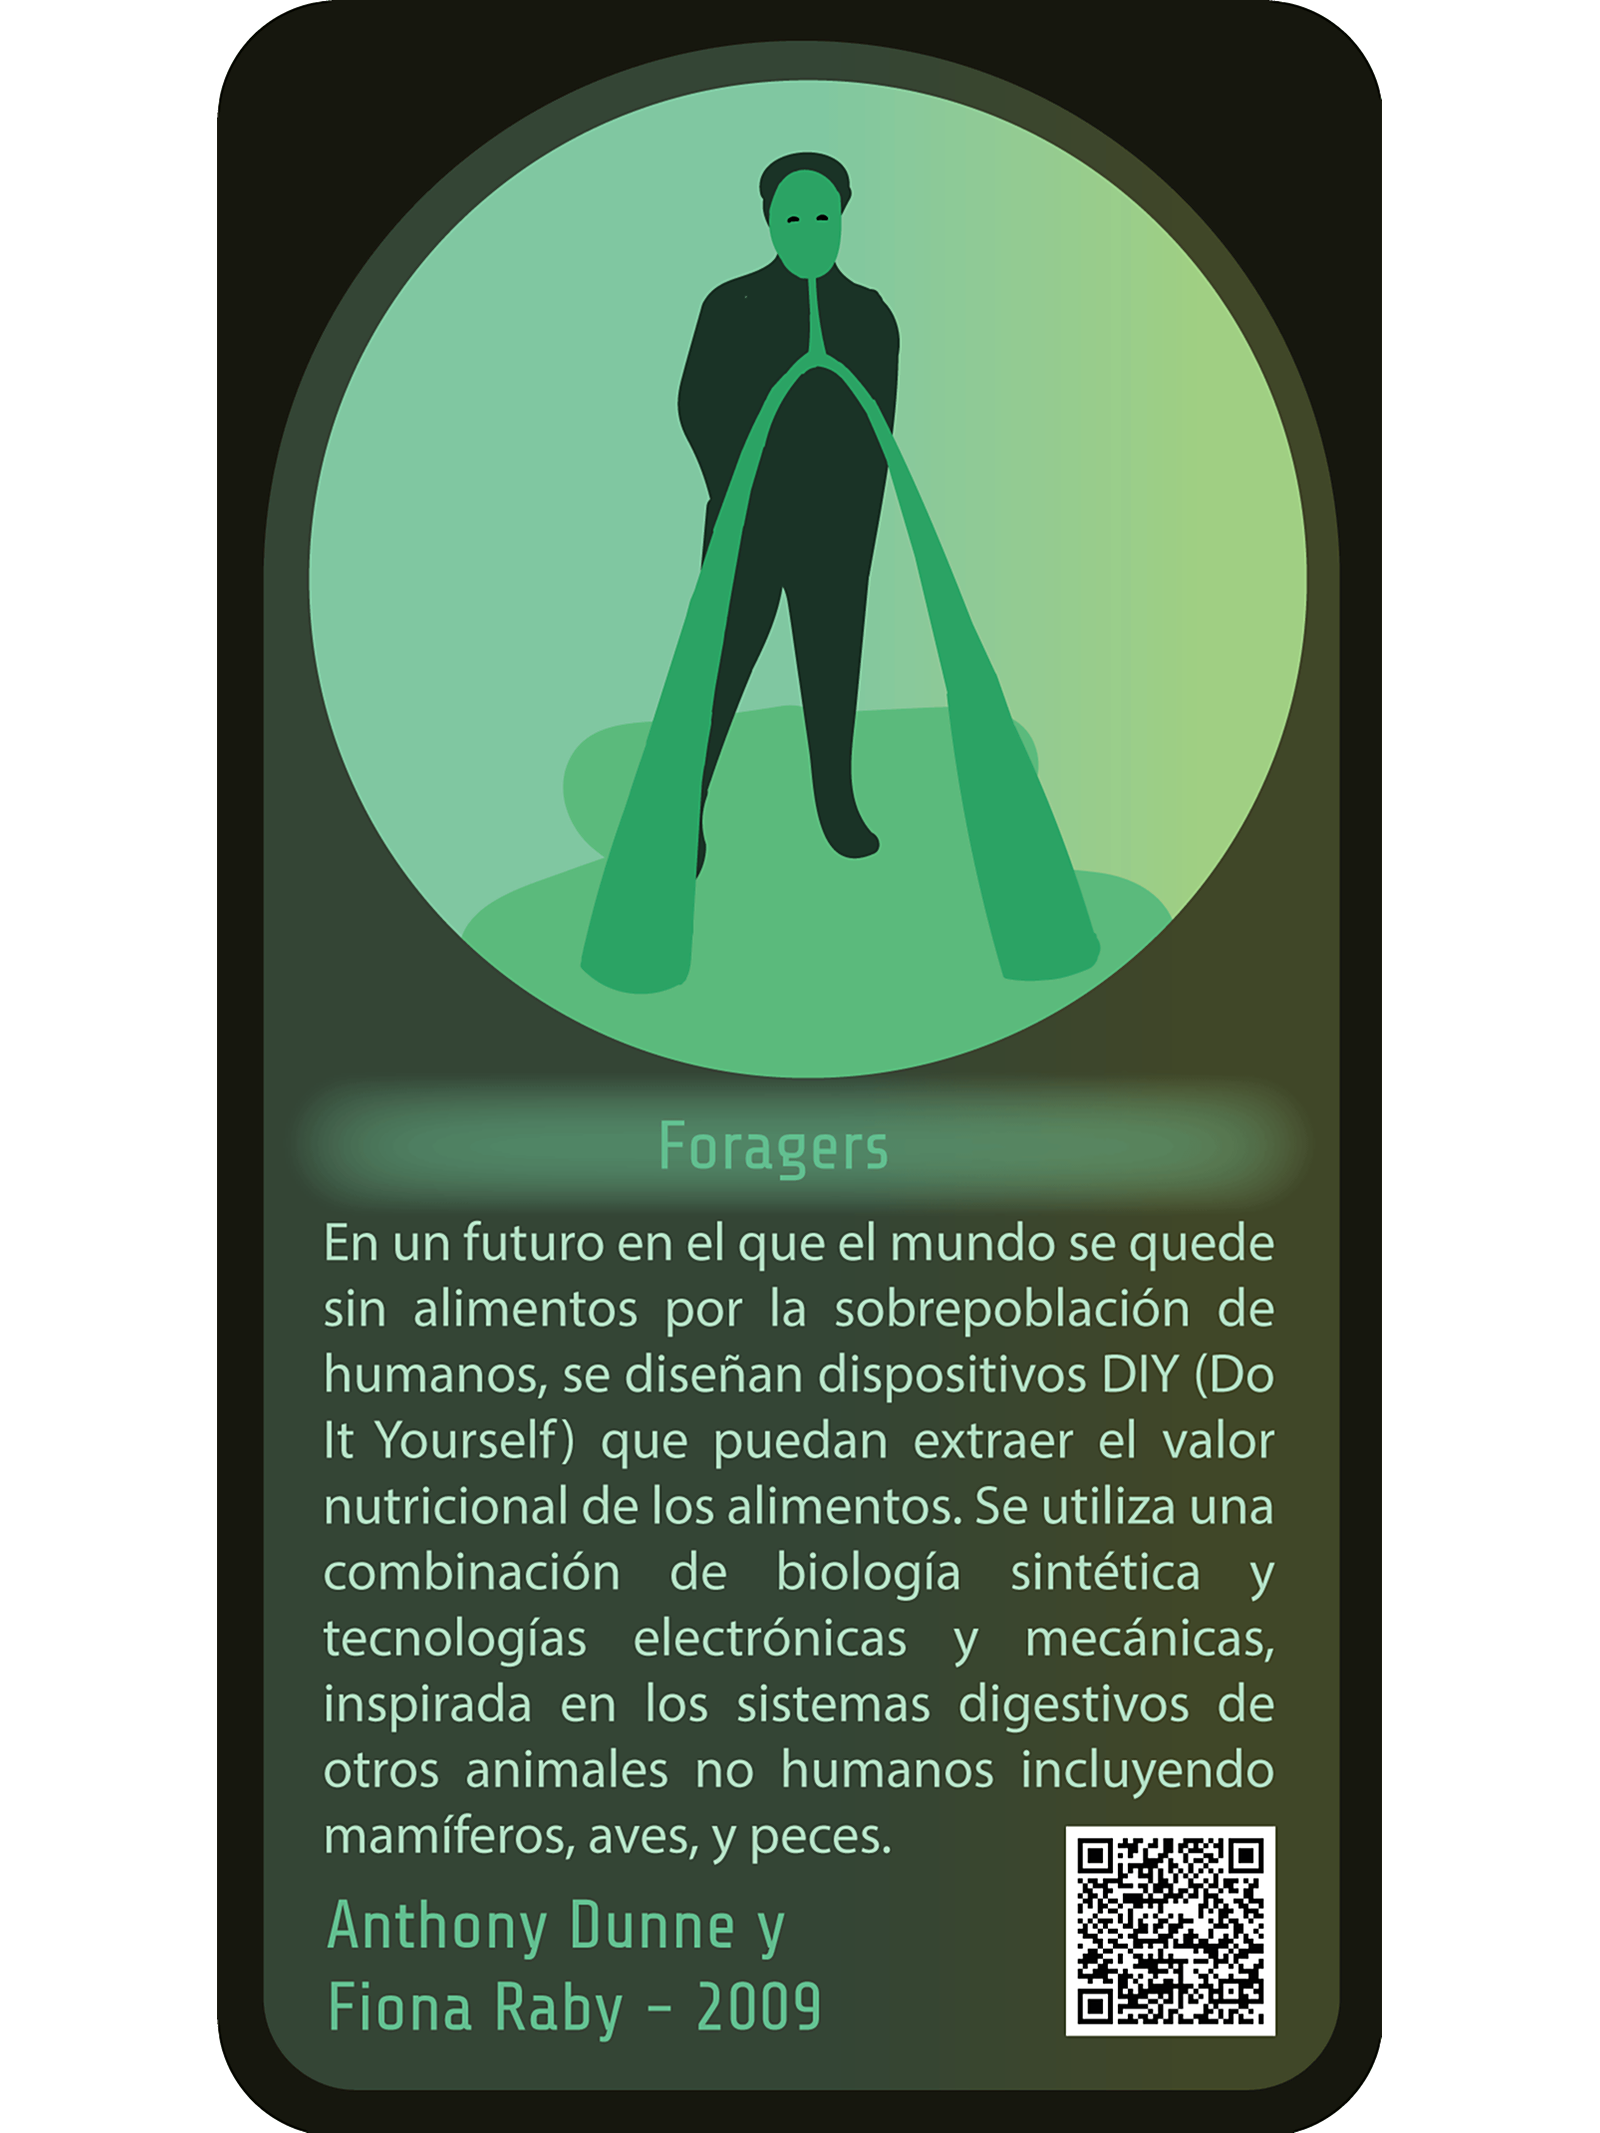 Foragers
En un futuro en el que el mundo se quede
sin alimentos por la sobrepoblación de
humanos, se diseñan dispositivos DIY (Do
It Yourself) que puedan extraer el valor
nutricional de los alimentos. Se utiliza una
combinación de biología sintética y
tecnologías electrónicas y mecánicas,
inspirada en los sistemas digestivos de
otros animales no humanos incluyendo
mamíferos, aves, y peces.
Anthony Dunne y
Fiona Raby – 2009